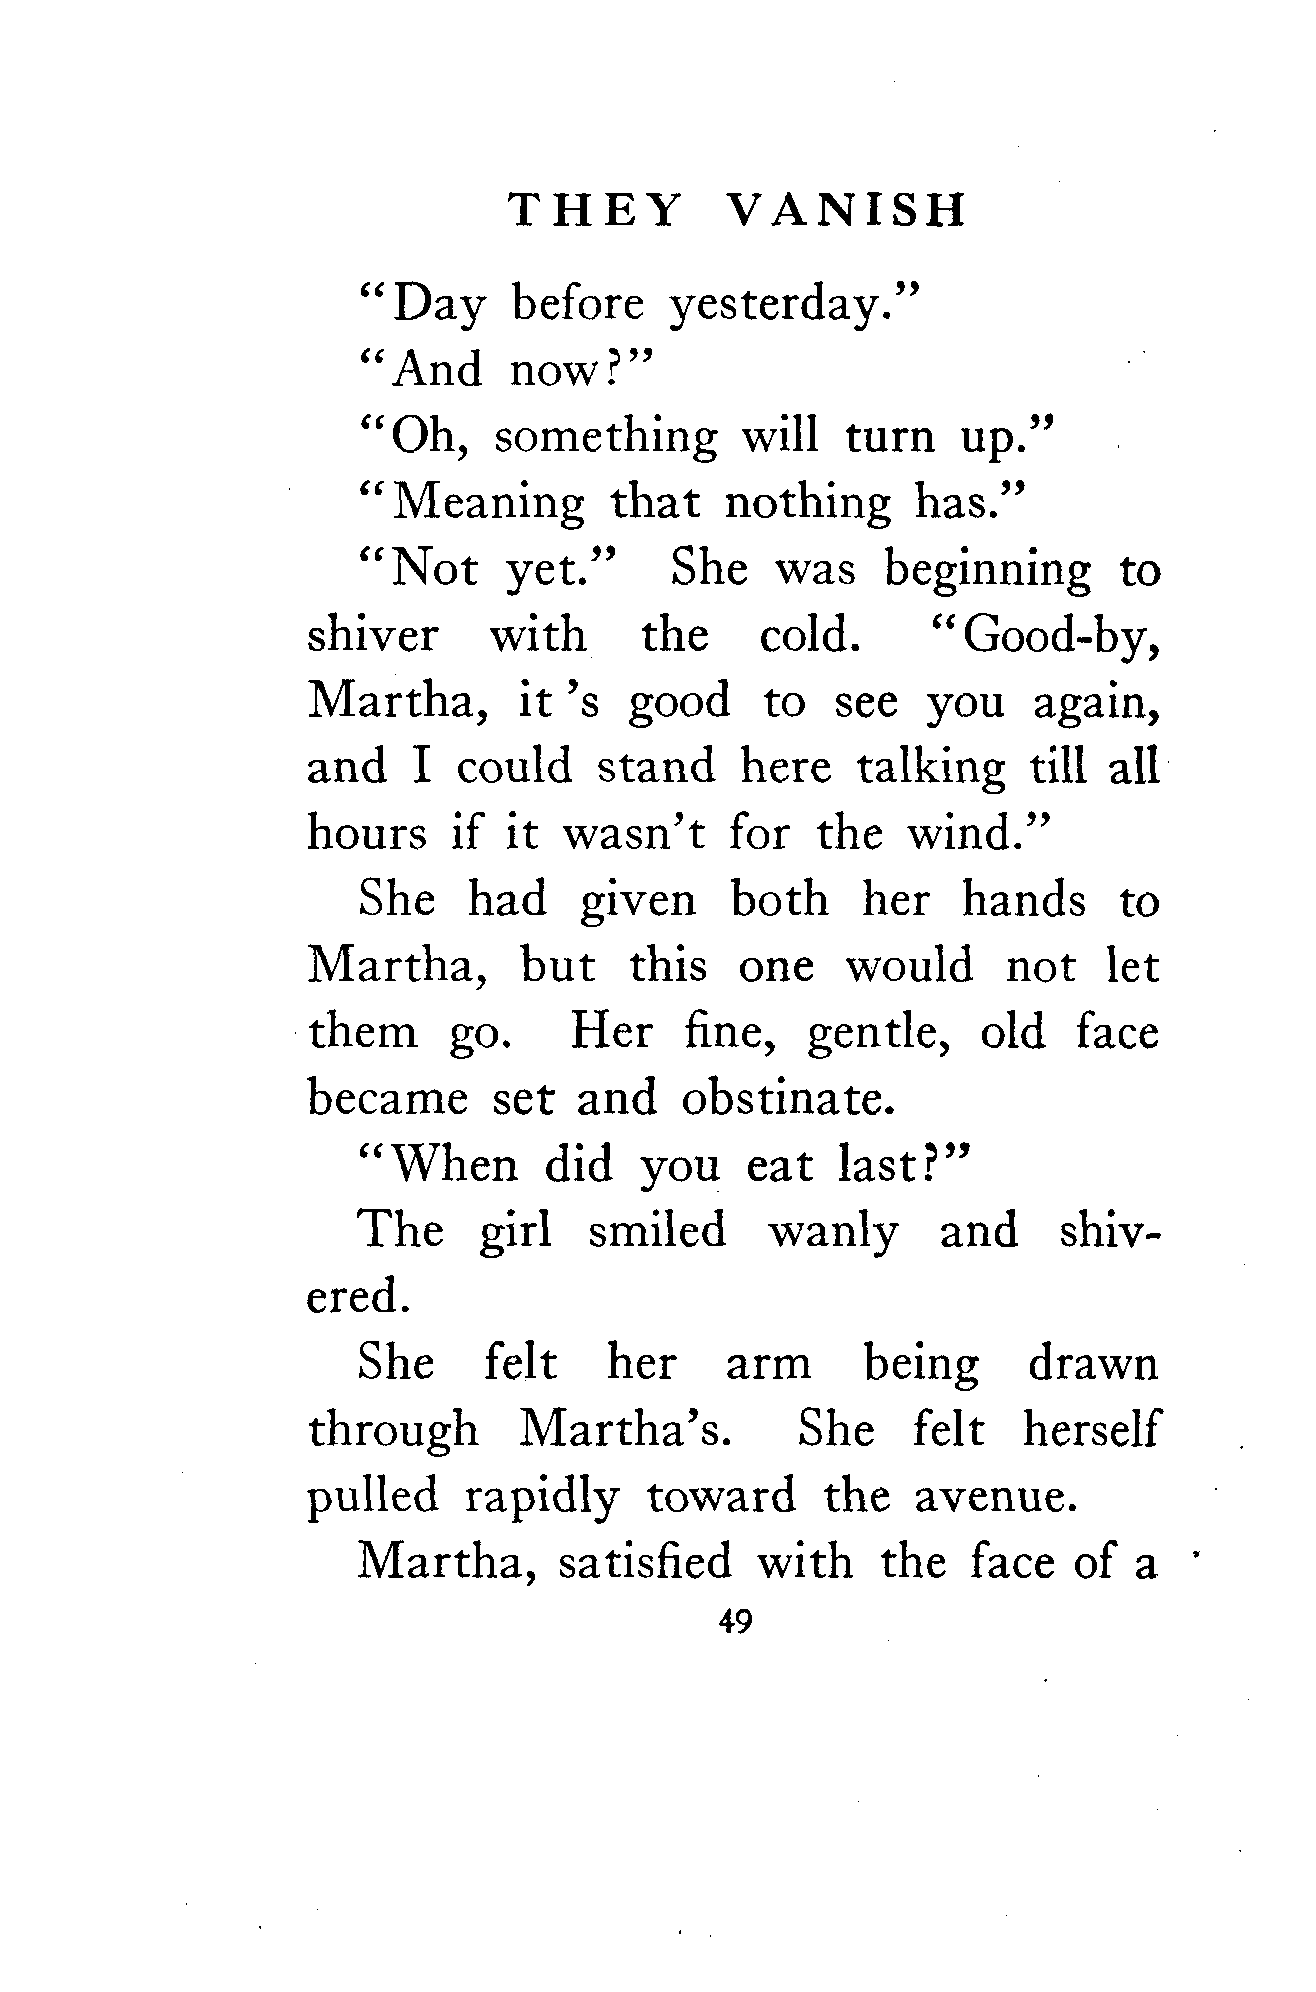 THEY VANISH
“Day before yesterday.”
“And now?”
“Oh, something will turn up.”
“Meaning that nothing has.”
“Not yet.” She was beginning to
shiver with the cold. “Good-by,
Martha, it 's good to see you again,
and I could stand here talking till all
hours if it wasn't for the wind.”
She had given both her hands to
Martha, but this one would not let
them go. Her fine, gentle, old face
became set and obstinate.
“When did you eat last?”
The girl smiled wanly and shiv-
ered.
She felt her arm being drawn
through Martha's. She felt herself
pulled rapidly toward the avenue.
Martha, satisfied with the face of a
49